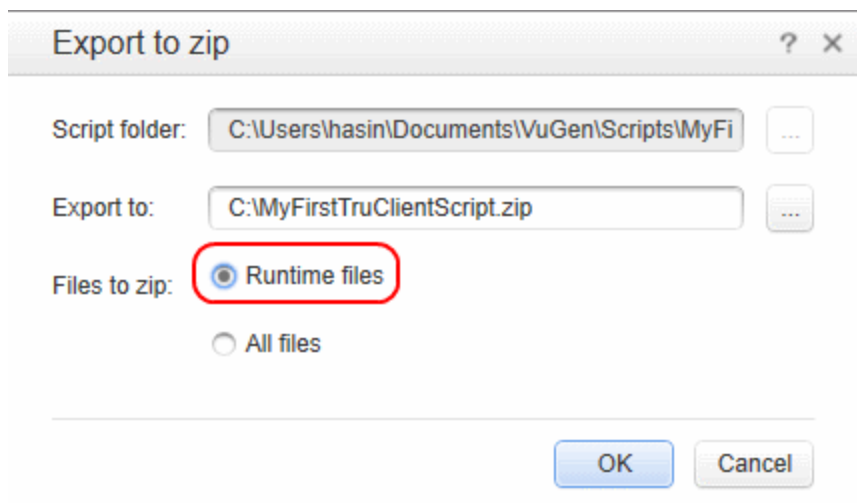 Export to zip ?
Script folder: C:\Users\hasin\Documents\VuGen\Scripts\MyFi ...
Export to: C:\MyFirstTruClientScript.zip ...
Files to zip: Runtime files
All files
OK Cancel